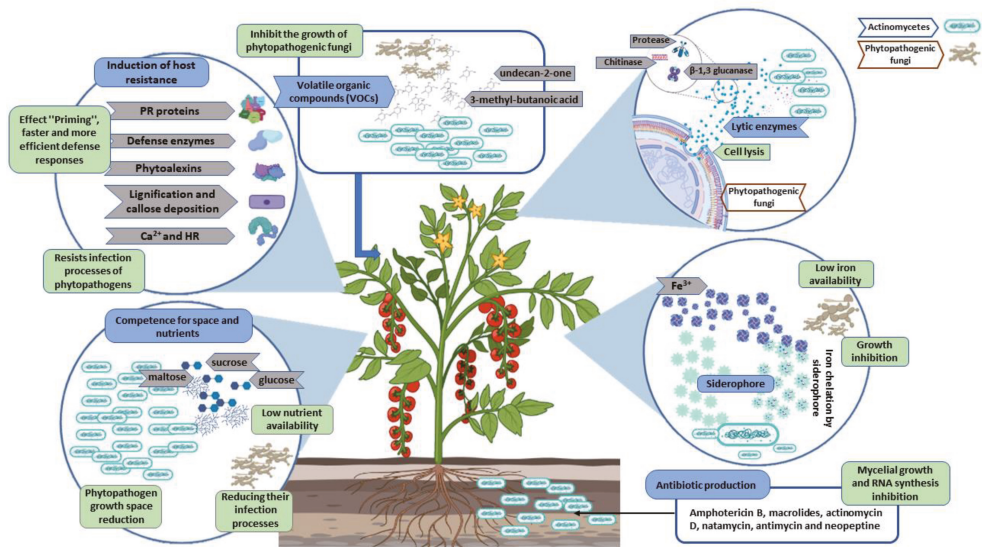 Induction of host
resistance
Effect "Priming",
faster and more
efficient defense
responses
PR proteins
Defense enzymes
Phytoalexins
Lignification and
callose deposition
Ca²⁺ and HR
Resists infection
processes of
phytopathogens
Inhibit the growth of
phytopathogenic fungi
Volatile organic
compounds (VOCs)
undecan-2-one
3-methyl-butanoic acid
Protease
Chitinase
β-1,3 glucanase
Lytic enzymes
Cell lysis
Phytopathogenic
fungi
Actinomycetes
Phytopathogenic
fungi
Competence for space and
nutrients
sucrose
maltose
glucose
Low nutrient
availability
Phytopathogen
growth space
reduction
Reducing their
infection
processes
Fe³⁺
Low iron
availability
Growth
inhibition
Siderophore
Iron chelation by
siderophore
Antibiotic production
Mycelial growth
and RNA synthesis
inhibition
Amphotericin B, macrolides, actinomycin
D, natamycin, antimycin and neopeptine